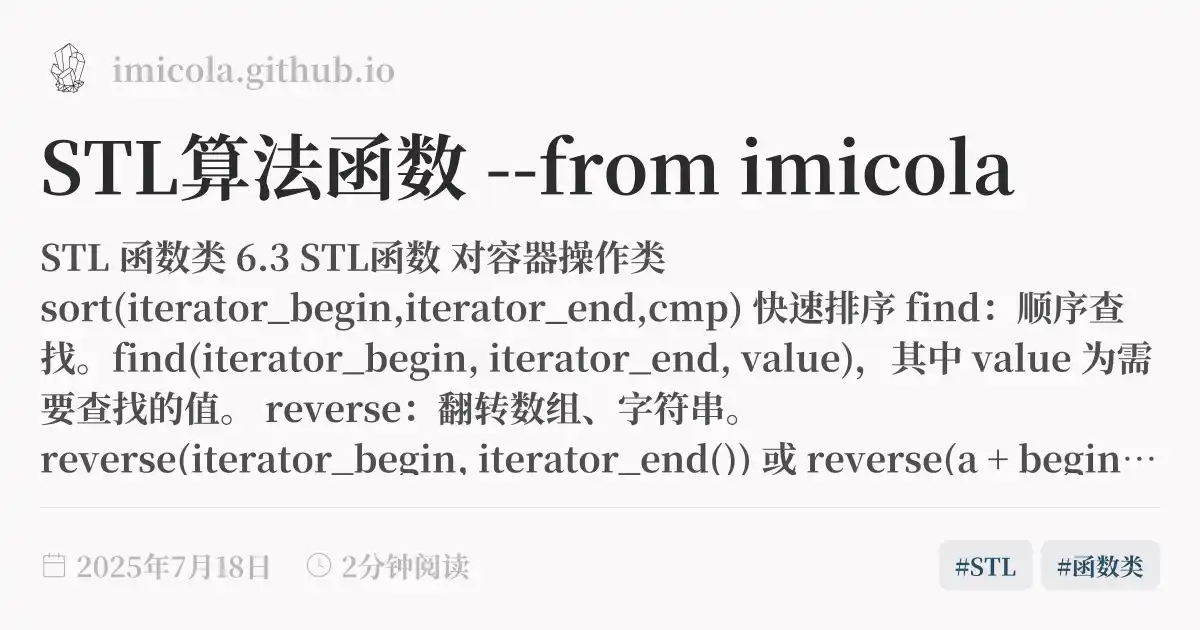 imicola.github.io
STL算法函数 --from imicola
STL 函数类 6.3 STL函数 对容器操作类
sort(iterator_begin,iterator_end,cmp) 快速排序 find：顺序查
找。find(iterator_begin, iterator_end, value)，其中 value 为需
要查找的值。 reverse：翻转数组、字符串。
reverse(iterator_begin, iterator_end()) 或 reverse(a + begin…
2025年7月18日 2分钟阅读 #STL #函数类